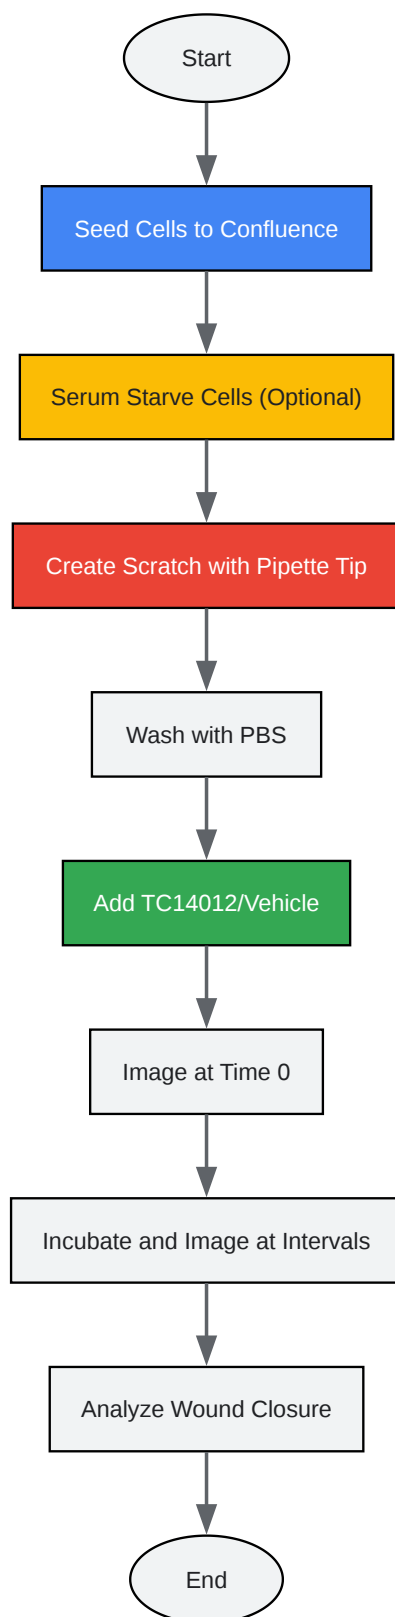 Start
Seed Cells to Confluence
Serum Starve Cells (Optional)
Create Scratch with Pipette Tip
Wash with PBS
Add TC14012/Vehicle
Image at Time 0
Incubate and Image at Intervals
Analyze Wound Closure
End